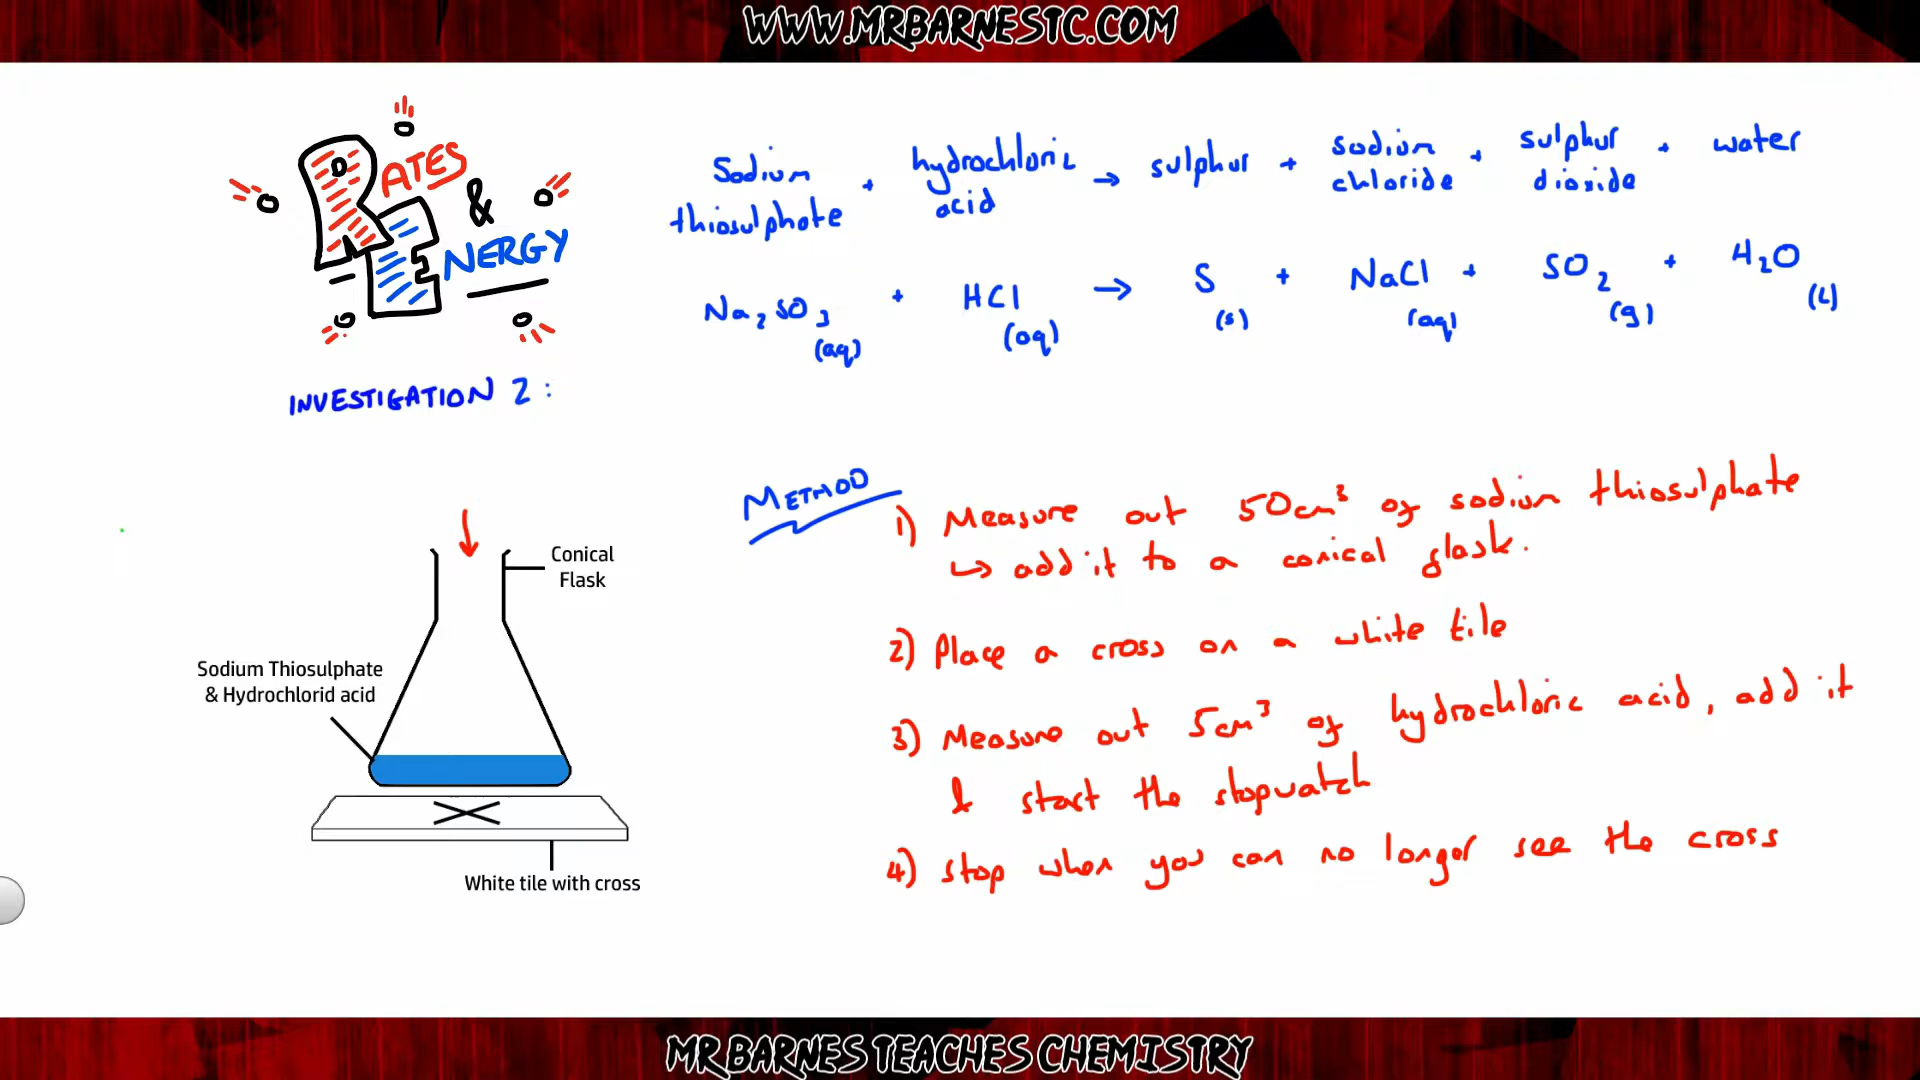 WWW.MRBARNESTC.COM
RATES
&
ENERGY
INVESTIGATION 2:
Sodium thiosulphate + hydrochloric acid → sulphur + sodium chloride + sulphur dioxide + water
Na₂SO₃ (aq) + HCl (aq) → S (s) + NaCl (aq) + SO₂ (g) + H₂O (l)
Conical
Flask
Sodium Thiosulphate
& Hydrochlorid acid
White tile with cross
METHOD
1) Measure out 50cm³ of sodium thiosulphate
↳ add it to a conical flask.
2) Place a cross on a white tile
3) Measure out 5cm³ of hydrochloric acid, add it
& start the stopwatch
4) stop when you can no longer see the cross
MR BARNES TEACHES CHEMISTRY